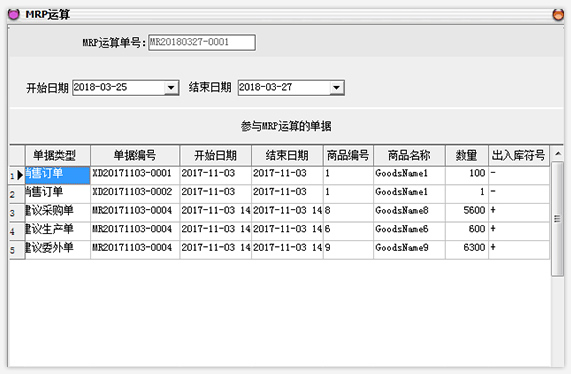 MRP运算
MRP运算单号: MR20180327-0001
开始日期 2018-03-25 结束日期 2018-03-27
参与MRP运算的单据
单据类型 单据编号 开始日期 结束日期 商品编号 商品名称 数量 出入库符号
1 销售订单 XD20171103-0001 2017-11-03 2017-11-03 1 GoodsName1 100 -
2 销售订单 XD20171103-0002 2017-11-03 2017-11-03 1 GoodsName1 1 -
3 建议采购单 MR20171103-0004 2017-11-03 14 2017-11-03 14 8 GoodsName8 5600 +
4 建议生产单 MR20171103-0004 2017-11-03 14 2017-11-03 14 6 GoodsName6 600 +
5 建议委外单 MR20171103-0004 2017-11-03 14 2017-11-03 14 9 GoodsName9 6300 +